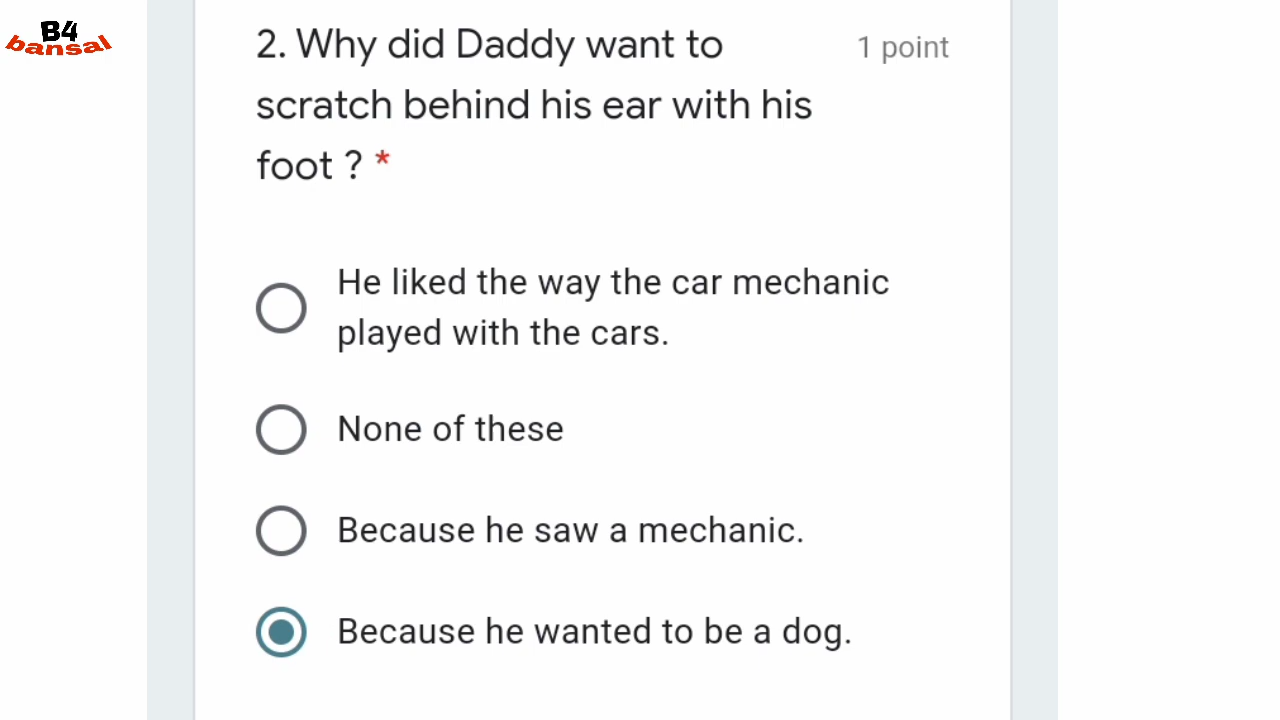 B4
bansal
2. Why did Daddy want to
1 point
scratch behind his ear with his
foot ? *
He liked the way the car mechanic
played with the cars.
None of these
Because he saw a mechanic.
Because he wanted to be a dog.